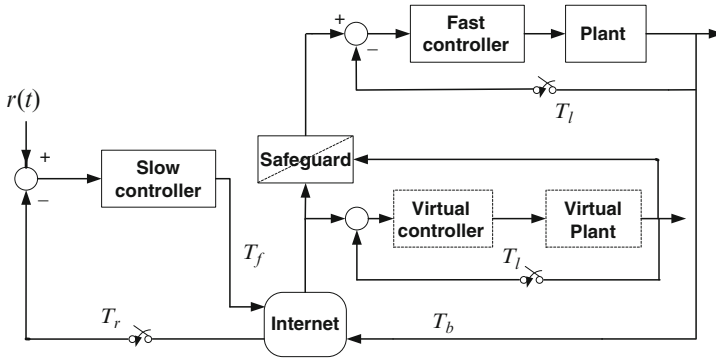 +
−
Fast
controller
Plant
T_l
r(t)
+
−
Slow
controller
Safeguard
Virtual
controller
Virtual
Plant
T_f
T_l
T_r
Internet
T_b